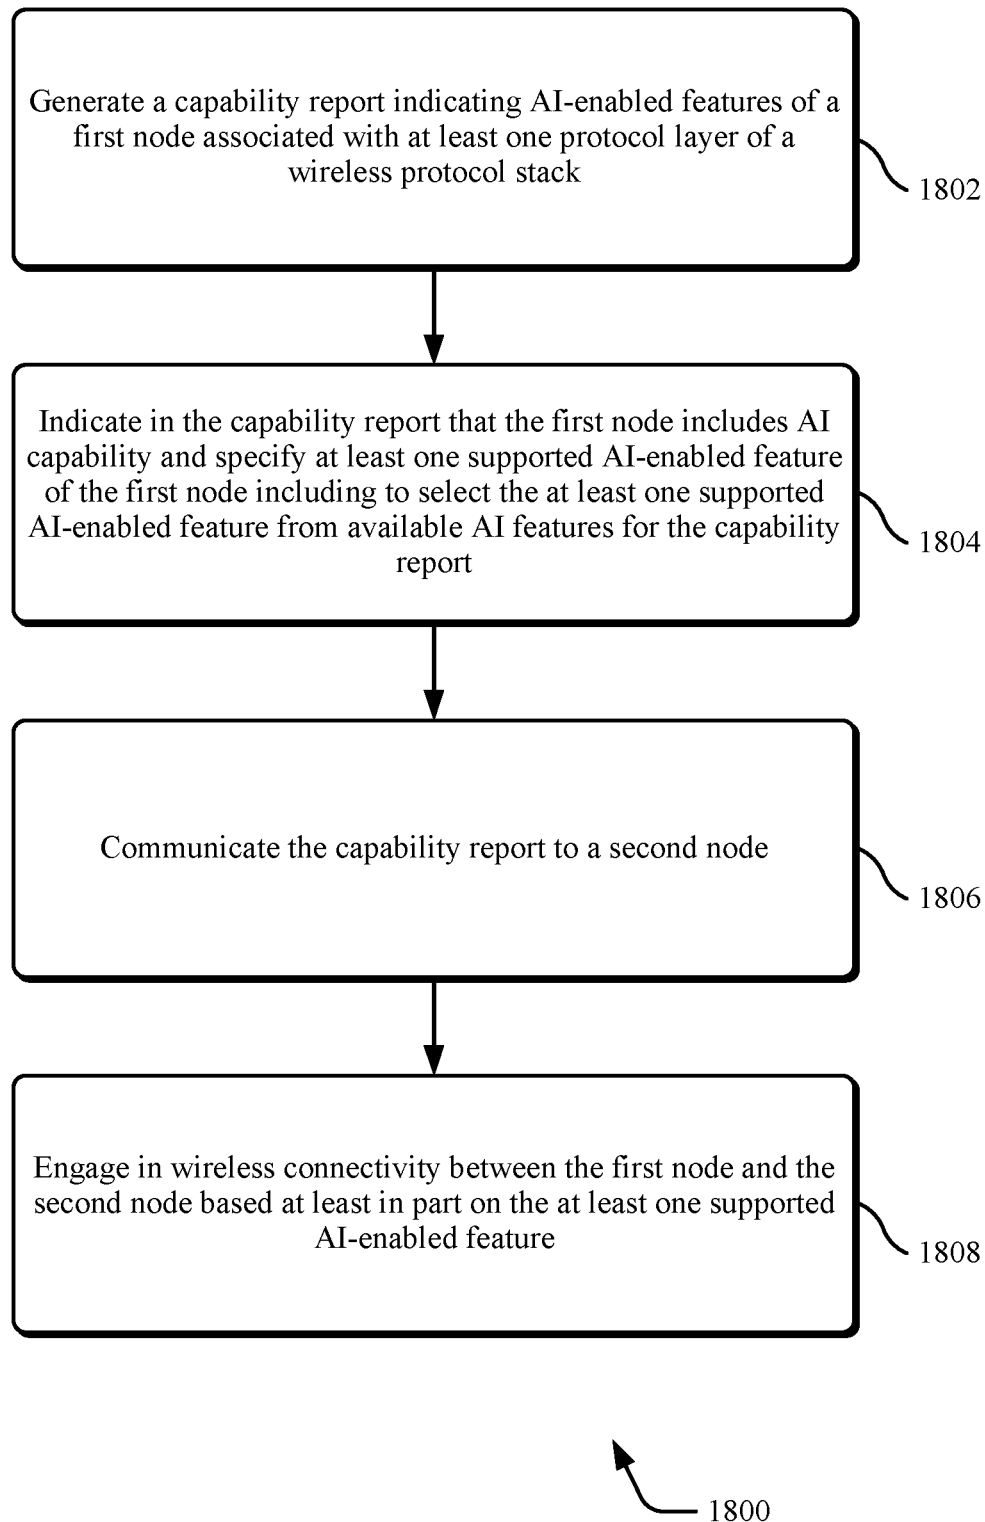 Generate a capability report indicating AI-enabled features of a
first node associated with at least one protocol layer of a
wireless protocol stack
1802
Indicate in the capability report that the first node includes AI
capability and specify at least one supported AI-enabled feature
of the first node including to select the at least one supported
AI-enabled feature from available AI features for the capability
report
1804
Communicate the capability report to a second node
1806
Engage in wireless connectivity between the first node and the
second node based at least in part on the at least one supported
AI-enabled feature
1808
1800